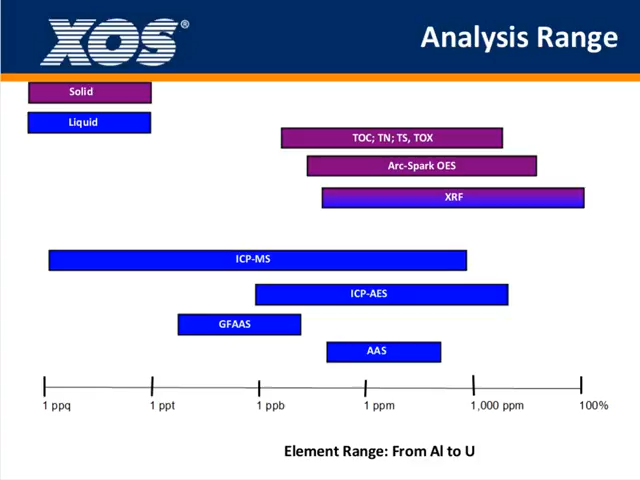 XOS®
Analysis Range
Solid
Liquid
TOC; TN; TS, TOX
Arc-Spark OES
XRF
ICP-MS
ICP-AES
GFAAS
AAS
1 ppq 1 ppt 1 ppb 1 ppm 1,000 ppm 100%
Element Range: From Al to U